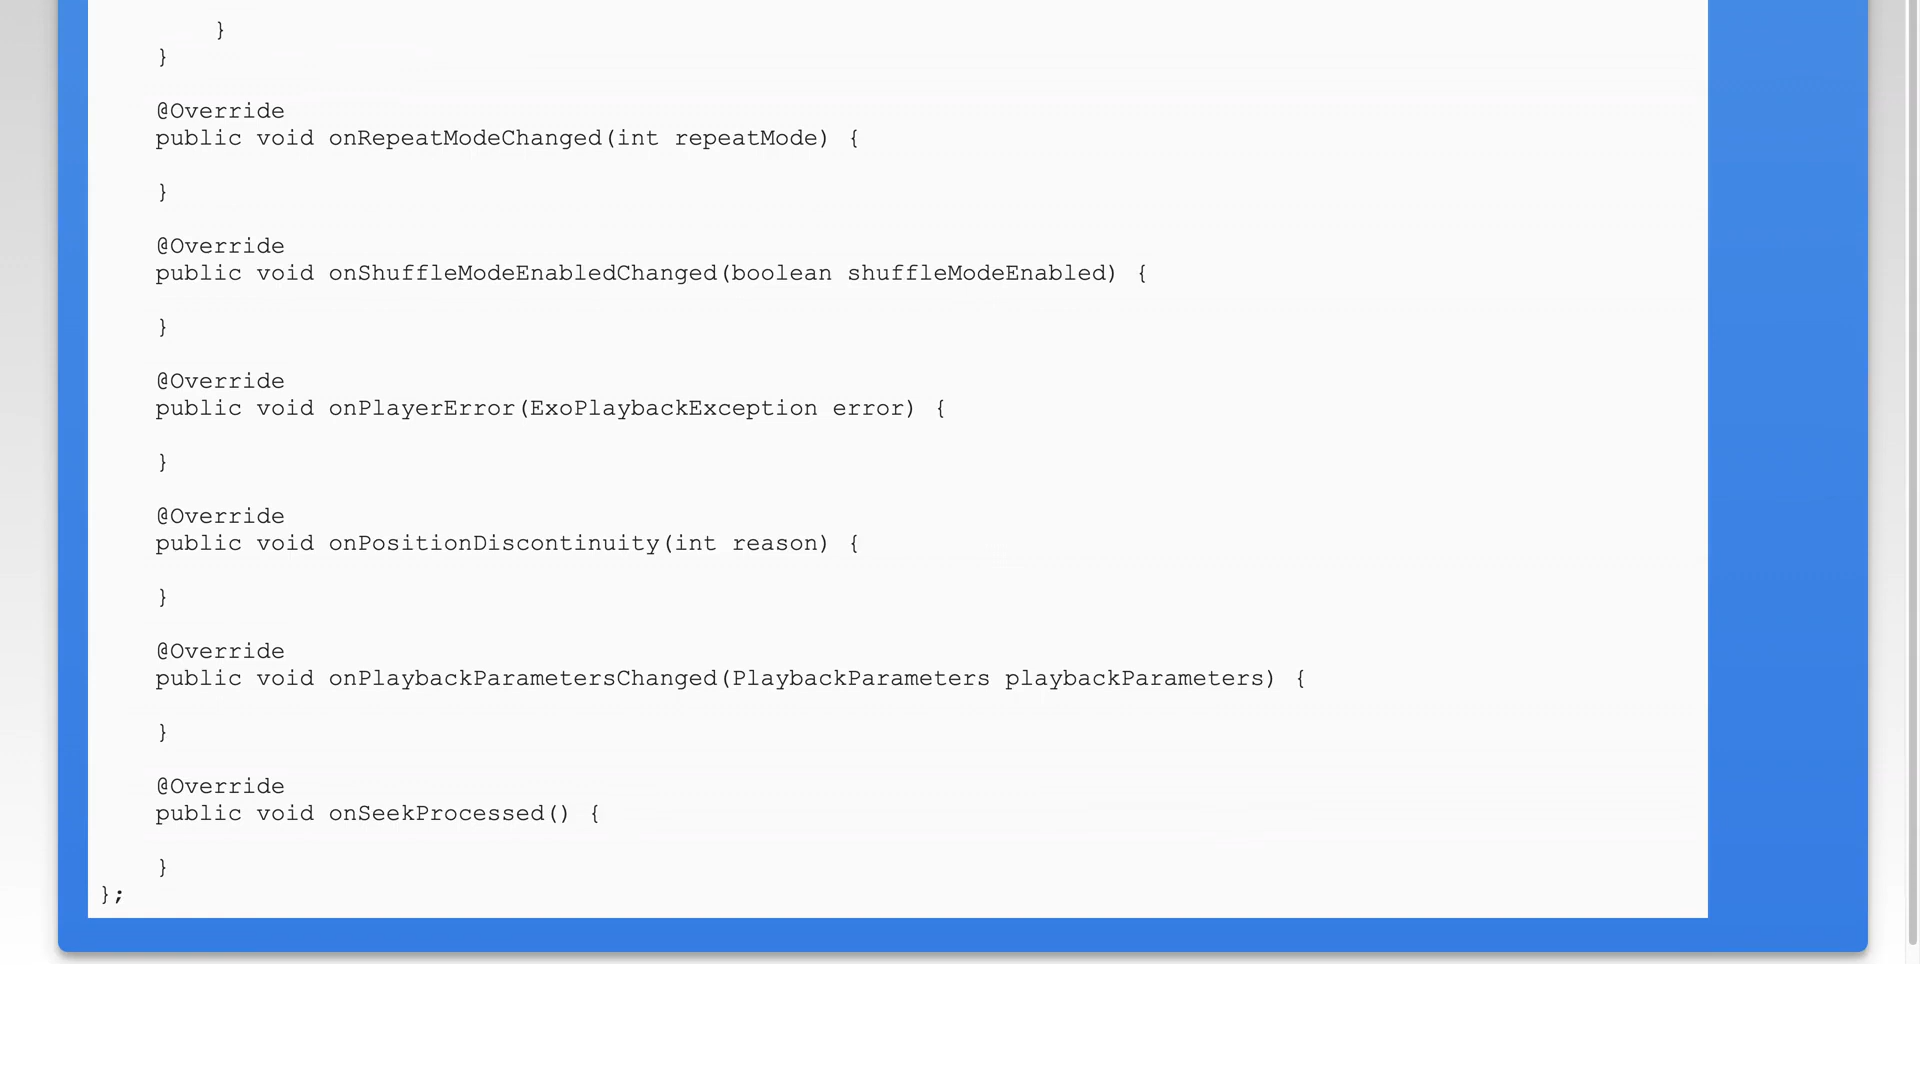 }
}
@Override
public void onRepeatModeChanged(int repeatMode) {
}
@Override
public void onShuffleModeEnabledChanged(boolean shuffleModeEnabled) {
}
@Override
public void onPlayerError(ExoPlaybackException error) {
}
@Override
public void onPositionDiscontinuity(int reason) {
}
@Override
public void onPlaybackParametersChanged(PlaybackParameters playbackParameters) {
}
@Override
public void onSeekProcessed() {
}
};